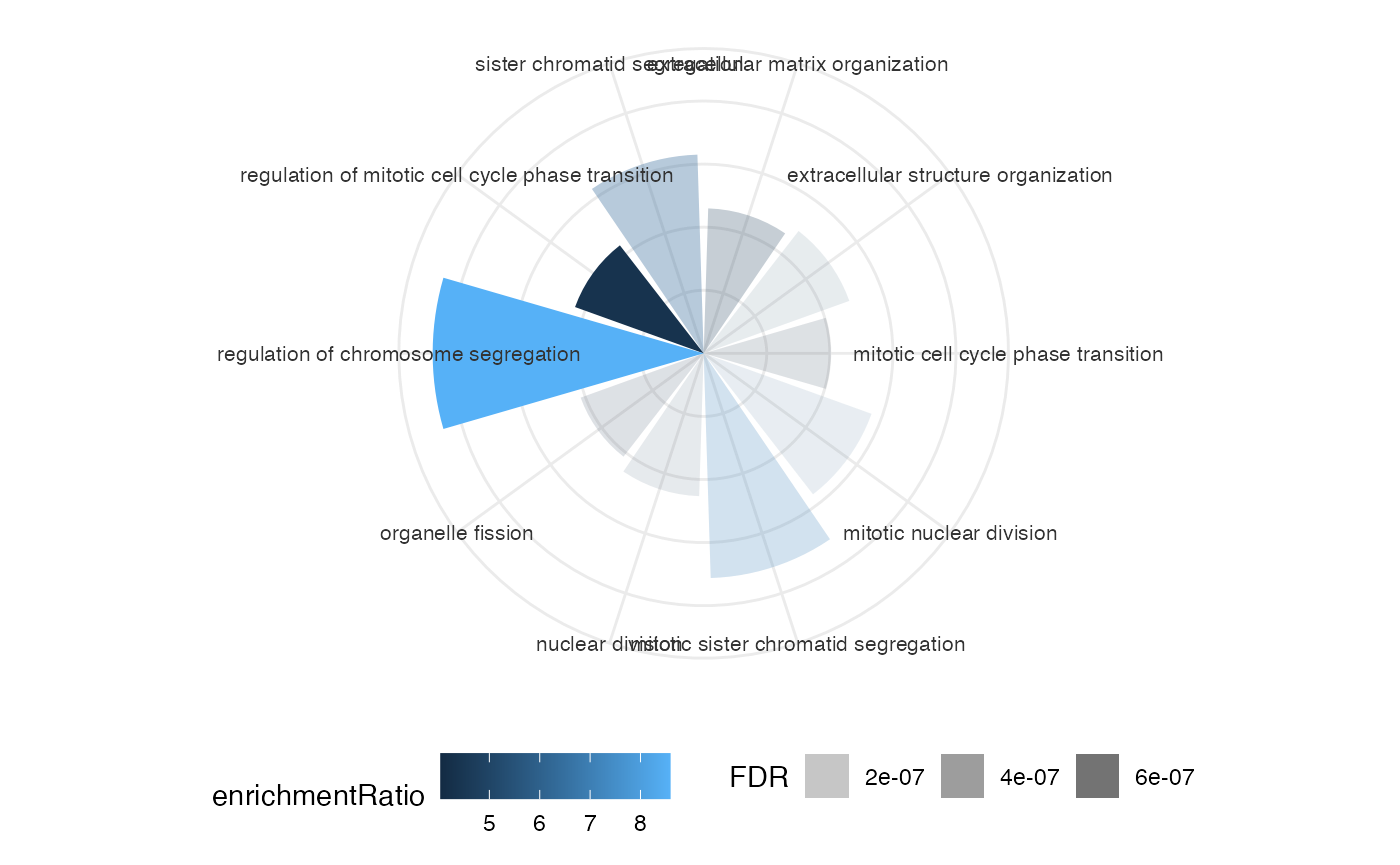 sister chromatid segregation
extracellular matrix organization
regulation of mitotic cell cycle phase transition
extracellular structure organization
regulation of chromosome segregation
mitotic cell cycle phase transition
organelle fission
mitotic nuclear division
nuclear division
mitotic sister chromatid segregation
enrichmentRatio
5 6 7 8
FDR 2e-07 4e-07 6e-07